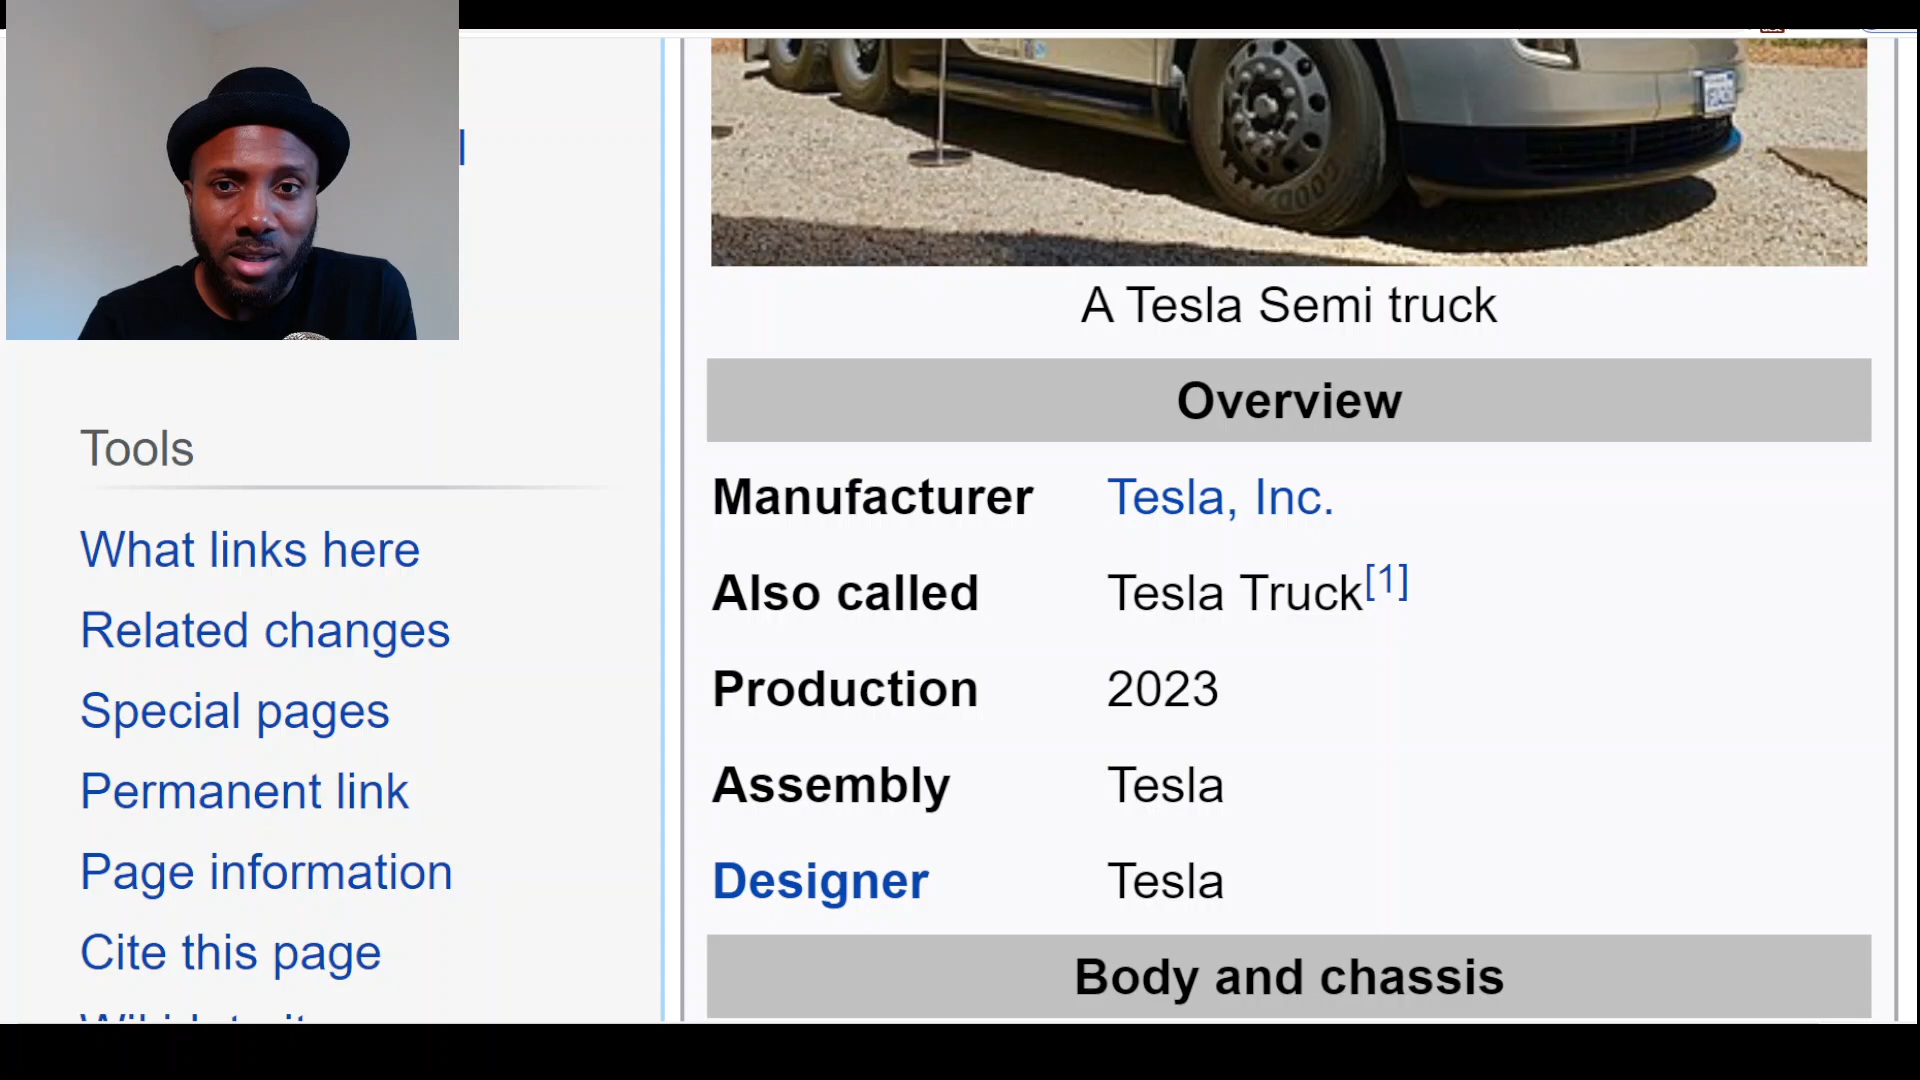 A Tesla Semi truck
Overview
Manufacturer Tesla, Inc.
Also called Tesla Truck[1]
Production 2023
Assembly Tesla
Designer Tesla
Body and chassis
Tools
What links here
Related changes
Special pages
Permanent link
Page information
Cite this page